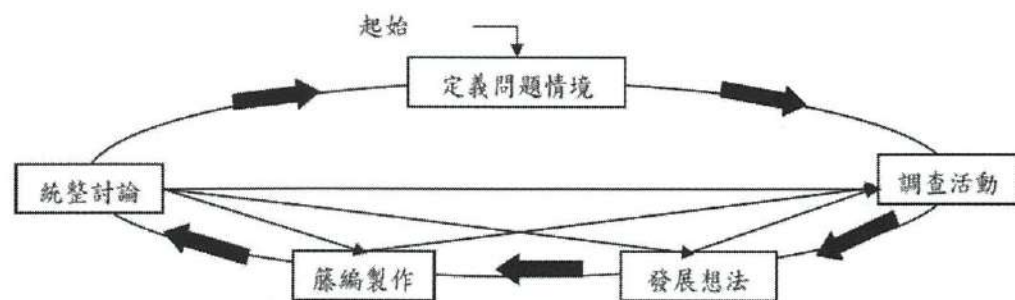 起始
定義問題情境
統整討論
調查活動
籐編製作
發展想法